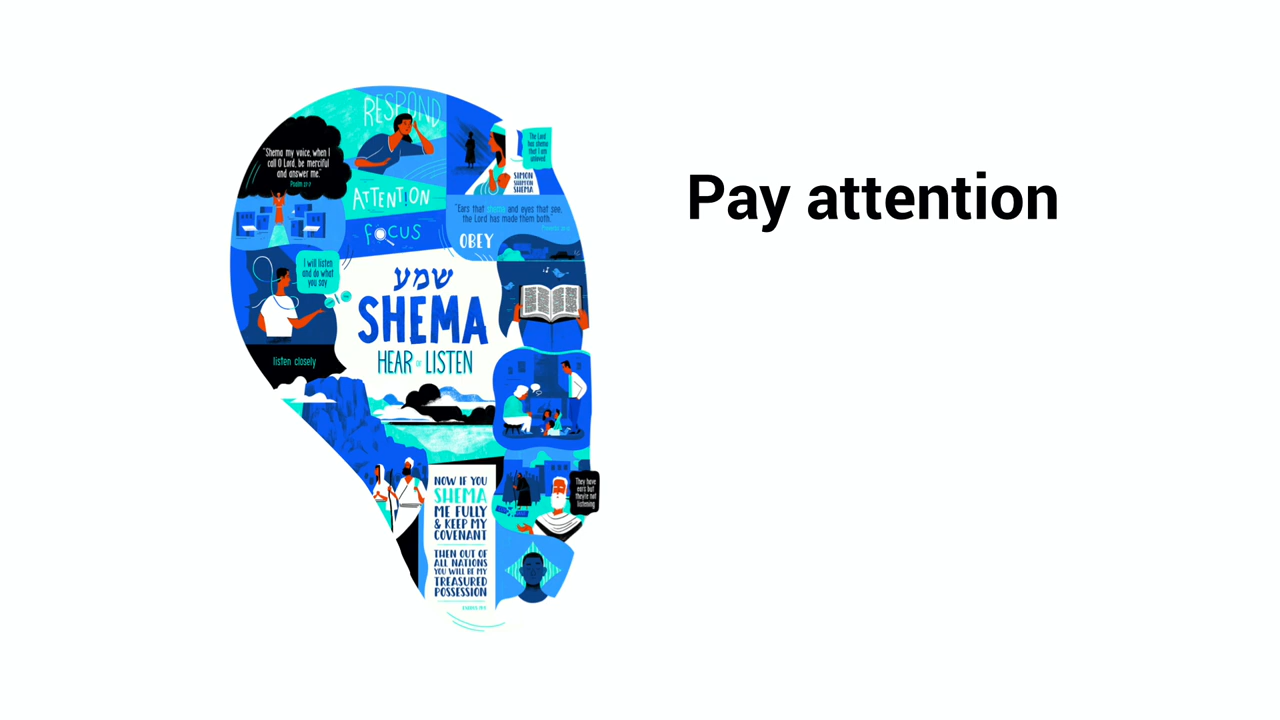 Pay attention
RESPOND
"Shema my voice, when I
call O Lord, be merciful
and answer me."
Psalm 27:7
ATTENTION
FOCUS
The Lord
has shema
that I am
unloved
SIMON
SHIMON
SHEMA
"Ears that and eyes that see,
the Lord has made them both."
OBEY
I will listen
and do what
you say
listen closely
שמע
SHEMA
HEAR or LISTEN
NOW IF YOU
SHEMA
ME FULLY
& KEEP MY
COVENANT
THEN OUT OF
ALL NATIONS
YOU WILL BE MY
TREASURED
POSSESSION
They have
ears but
they're not
listening